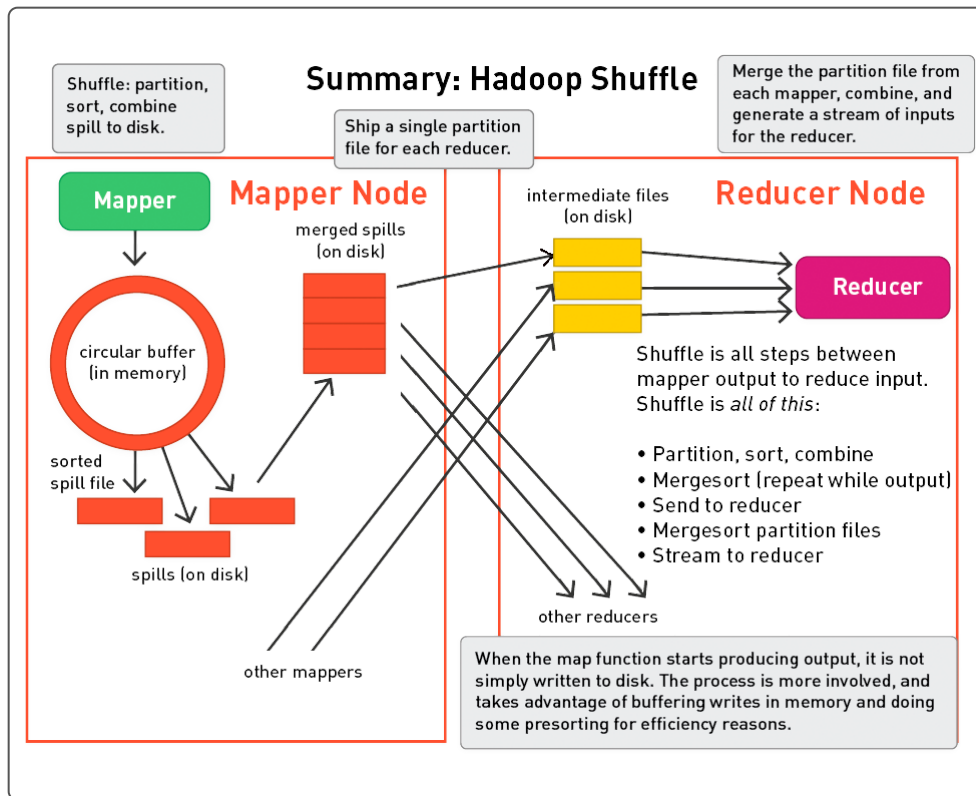 Summary: Hadoop Shuffle
Shuffle: partition,
sort, combine
spill to disk.
Ship a single partition
file for each reducer.
Merge the partition file from
each mapper, combine, and
generate a stream of inputs
for the reducer.
Mapper Node
Mapper
circular buffer
(in memory)
sorted
spill file
spills (on disk)
merged spills
(on disk)
other mappers
Reducer Node
intermediate files
(on disk)
Reducer
Shuffle is all steps between
mapper output to reduce input.
Shuffle is all of this:
• Partition, sort, combine
• Mergesort (repeat while output)
• Send to reducer
• Mergesort partition files
• Stream to reducer
other reducers
When the map function starts producing output, it is not
simply written to disk. The process is more involved, and
takes advantage of buffering writes in memory and doing
some presorting for efficiency reasons.